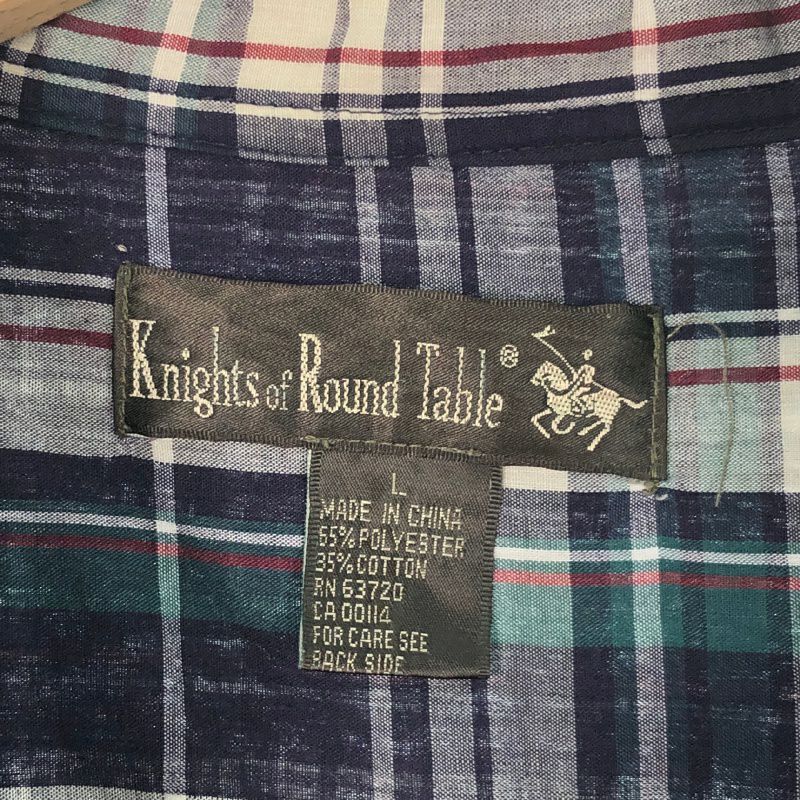 Knights of Round Table®
L
MADE IN CHINA
65% POLYESTER
35% COTTON
RN 63720
CA 00114
FOR CARE SEE
BACK SIDE